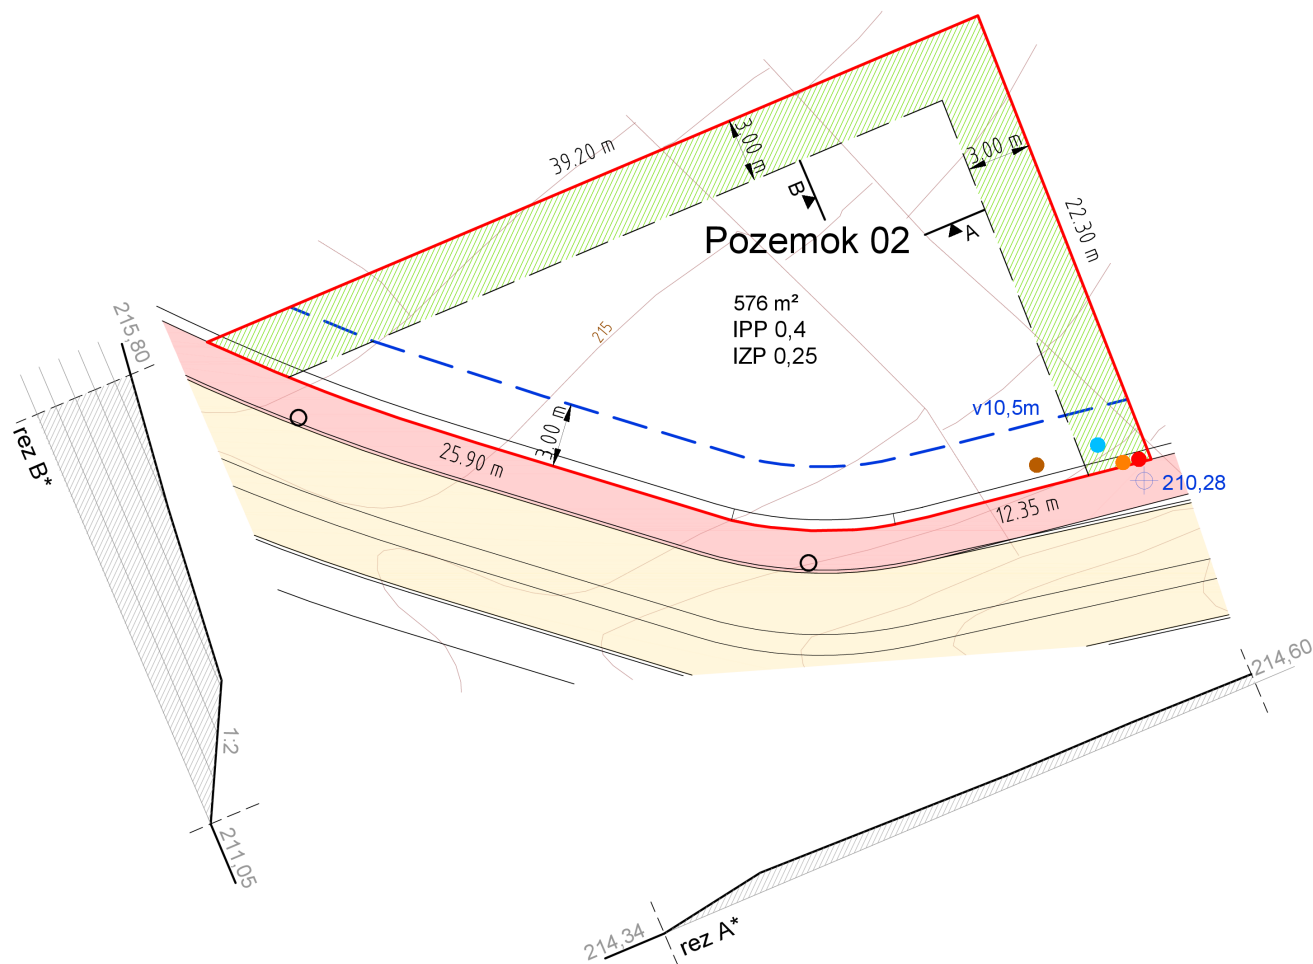 39.20 m
3.00 m
3.00 m
B
A
22.30 m
Pozemok 02
576 m²
IPP 0,4
IZP 0,25
215
215,80
rez B*
v10,5m
3.00 m
25.90 m
12.35 m
210,28
1:2
211,05
214,60
214,34
rez A*